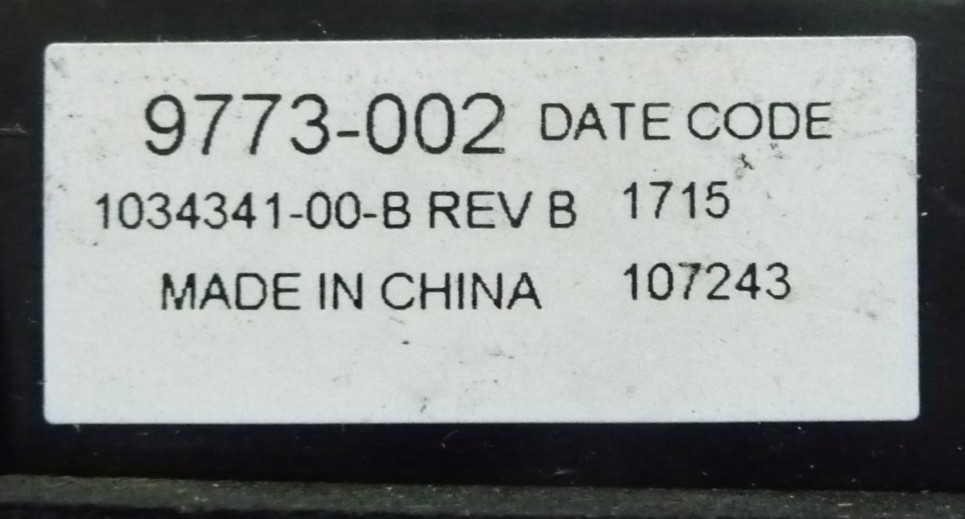 9773-002 DATE CODE
1034341-00-B REV B 1715
MADE IN CHINA 107243